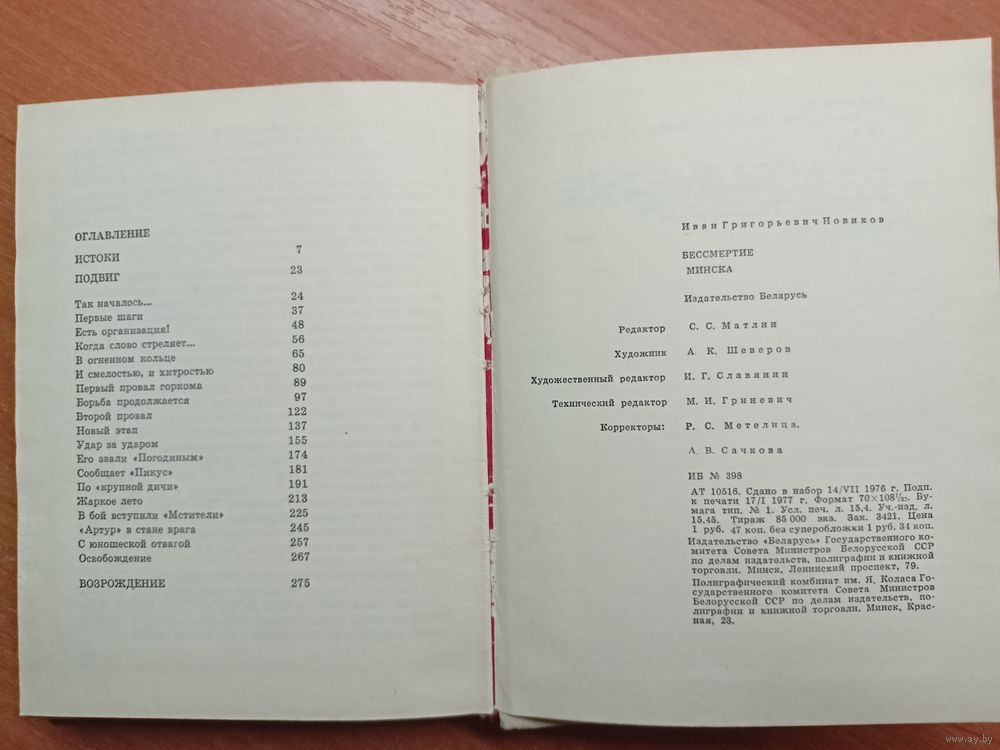 ОГЛАВЛЕНИЕ
ИСТОКИ 7
ПОДВИГ 23
Так началось... 24
Первые шаги 37
Есть организация! 48
Когда слово стреляет... 56
В огненном кольце 65
И смелостью, и хитростью 80
Первый провал горкома 89
Борьба продолжается 97
Второй провал 122
Новый этап 137
Удар за ударом 155
Его звали «Погодиным» 174
Сообщает «Пикус» 181
По «крупной дичи» 191
Жаркое лето 213
В бой вступили «Мстители» 225
«Артур» в стане врага 245
С юношеской отвагой 257
Освобождение 267
ВОЗРОЖДЕНИЕ 275
Иван Григорьевич Новиков
БЕССМЕРТИЕ
МИНСКА
Издательство Беларусь
Редактор С. С. Матлин
Художник А. К. Шеверов
Художественный редактор И. Г. Славянин
Технический редактор М. И. Гриневич
Корректоры: Р. С. Метелица,
А. В. Сачкова
ИБ № 398
АТ 10516. Сдано в набор 14/VII 1976 г. Подп.
к печати 17/I 1977 г. Формат 70×108¹/₃₂. Бу-
мага тип. № 1. Усл. печ. л. 15,4. Уч.-изд. л.
15,45. Тираж 85 000 экз. Зак. 3421. Цена
1 руб. 47 коп. без суперобложки 1 руб. 34 коп.
Издательство «Беларусь» Государственного ко-
митета Совета Министров Белорусской ССР
по делам издательств, полиграфии и книжной
торговли. Минск, Ленинский проспект, 79.
Полиграфический комбинат им. Я. Коласа Го-
сударственного комитета Совета Министров
Белорусской ССР по делам издательств, по-
лиграфии и книжной торговли. Минск, Крас-
ная, 23.
www.ay.by